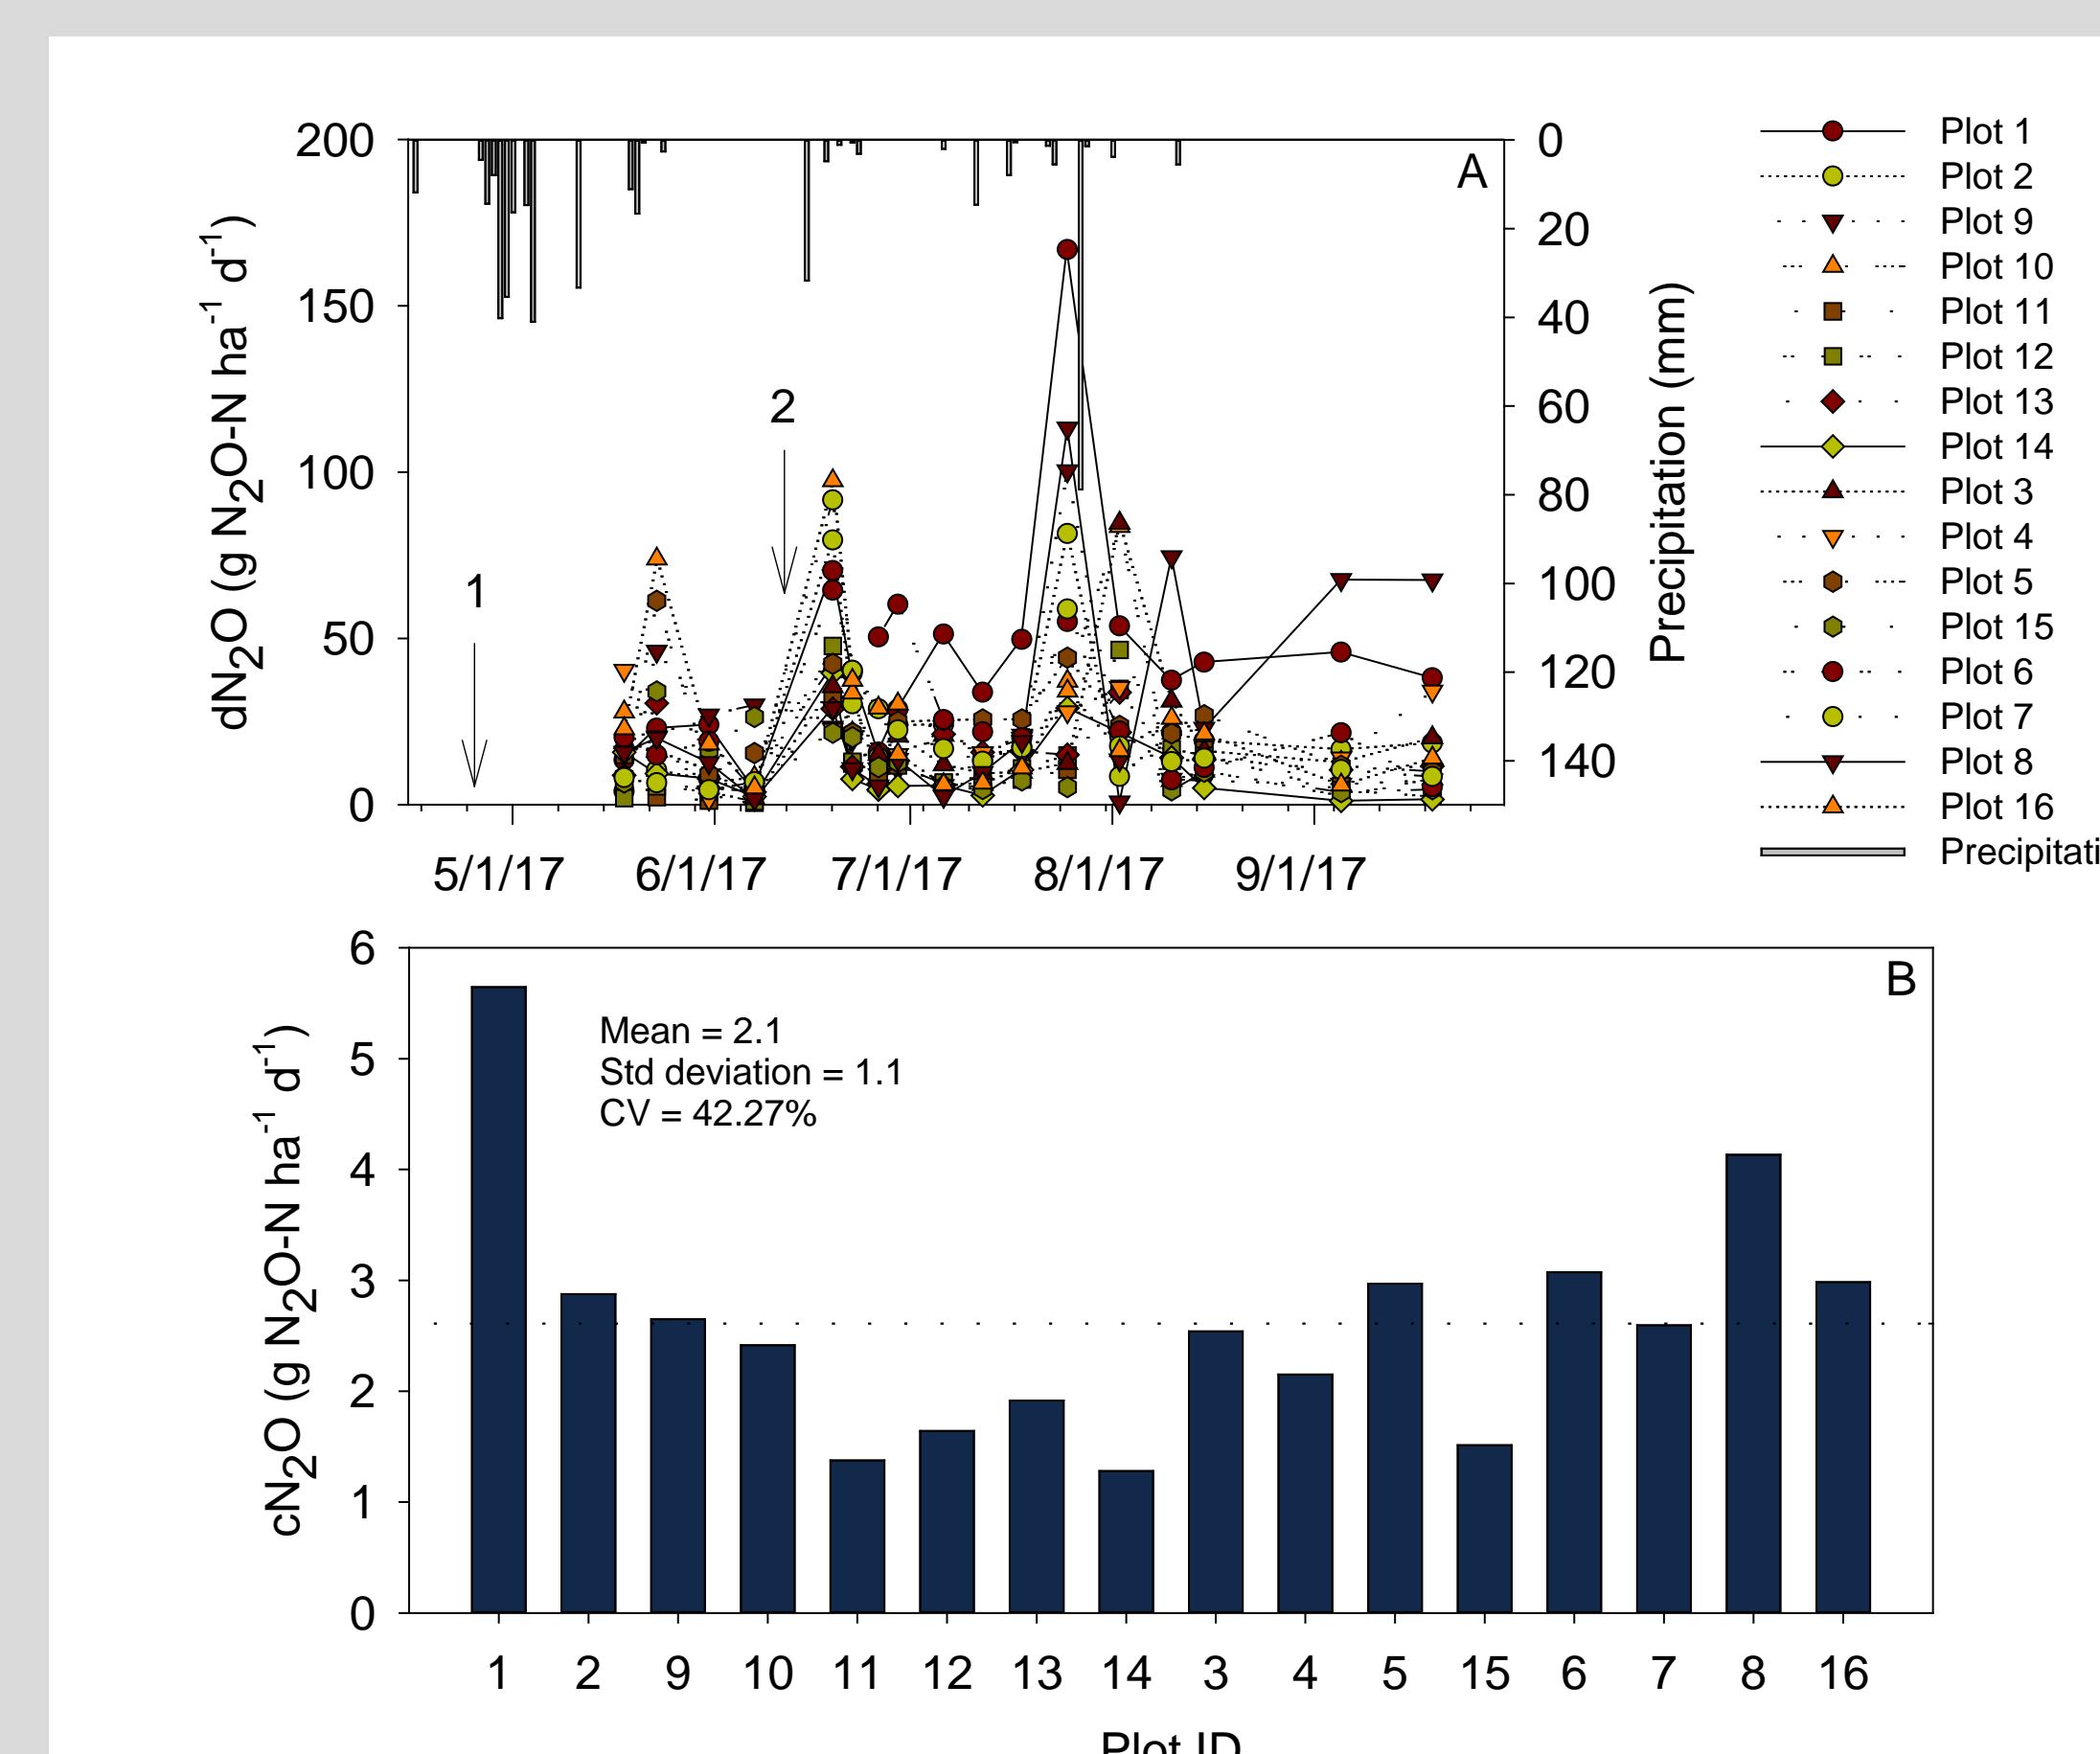 200
150
100
50
0
dN2O (g N2O-N ha-1 d-1)
0
20
40
60
80
100
120
140
Precipitation (mm)
A
1
2
5/1/17
6/1/17
7/1/17
8/1/17
9/1/17
Plot 1
Plot 2
Plot 9
Plot 10
Plot 11
Plot 12
Plot 13
Plot 14
Plot 3
Plot 4
Plot 5
Plot 15
Plot 6
Plot 7
Plot 8
Plot 16
Precipitati
6
5
4
3
2
1
0
cN2O (g N2O-N ha-1 d-1)
B
Mean = 2.1
Std deviation = 1.1
CV = 42.27%
1 2 9 10 11 12 13 14 3 4 5 15 6 7 8 16
Plot ID